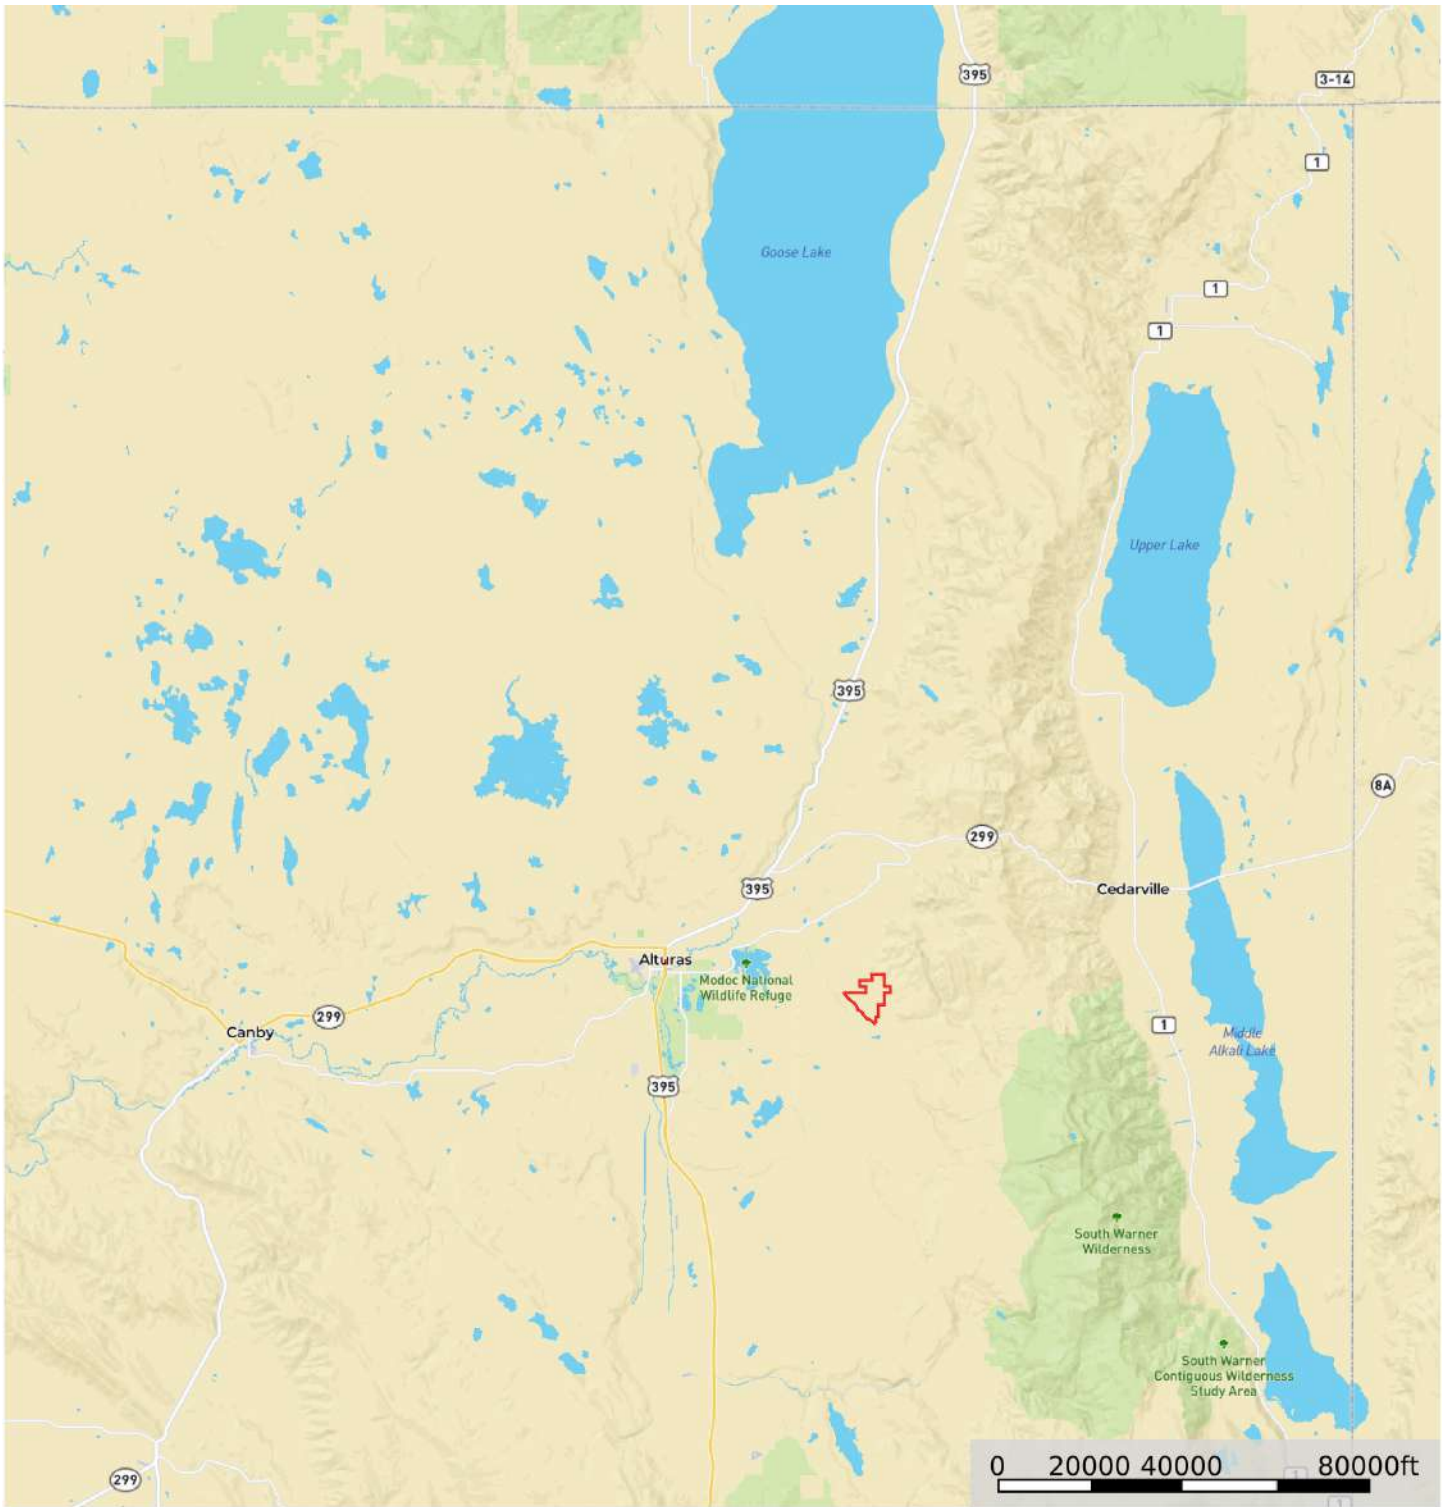 395
3-14
1
Goose Lake
1
1
Upper Lake
395
8A
299
395
Cedarville
Alturas
Modoc National
Wildlife Refuge
299
Canby
1
Middle
Alkali Lake
395
South Warner
Wilderness
South Warner
Contiguous Wilderness
Study Area
0 20000 40000 80000ft
299
1
1